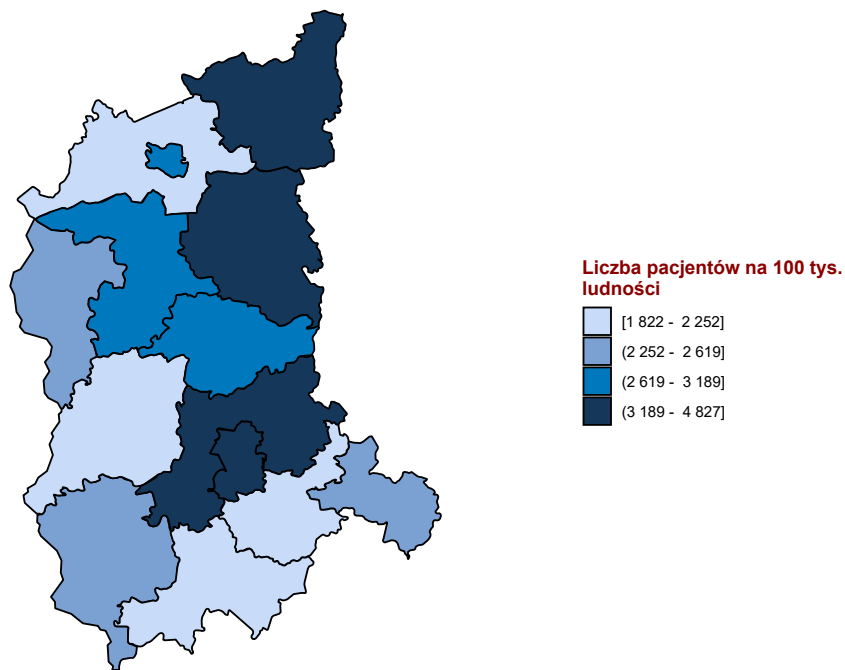 Liczba pacjentów na 100 tys.
ludności
[1 822 - 2 252]
(2 252 - 2 619]
(2 619 - 3 189]
(3 189 - 4 827]